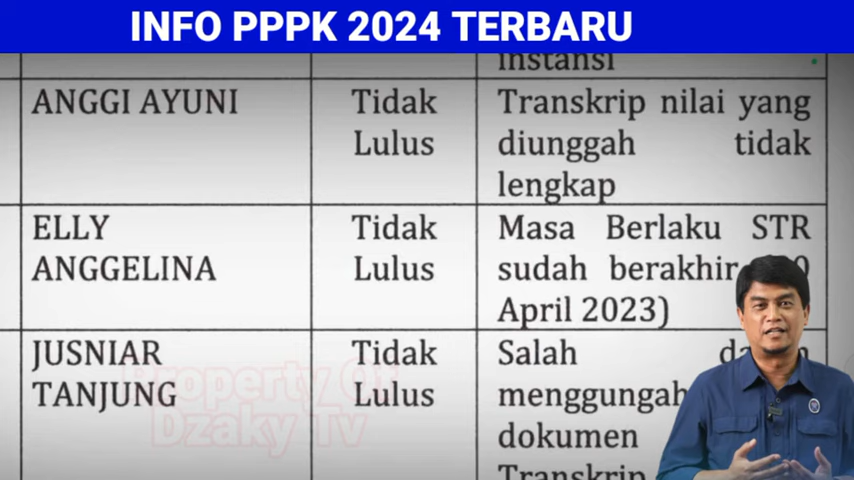 INFO PPPK 2024 TERBARU
instansi
ANGGI AYUNI
Tidak
Lulus
Transkrip nilai yang
diunggah tidak
lengkap
ELLY
ANGGELINA
Tidak
Lulus
Masa Berlaku STR
sudah berakhir
April 2023)
JUSNIAR
TANJUNG
Tidak
Lulus
Salah
menggungah
dokumen
Transkrip
Property Of
Dzaky Tv